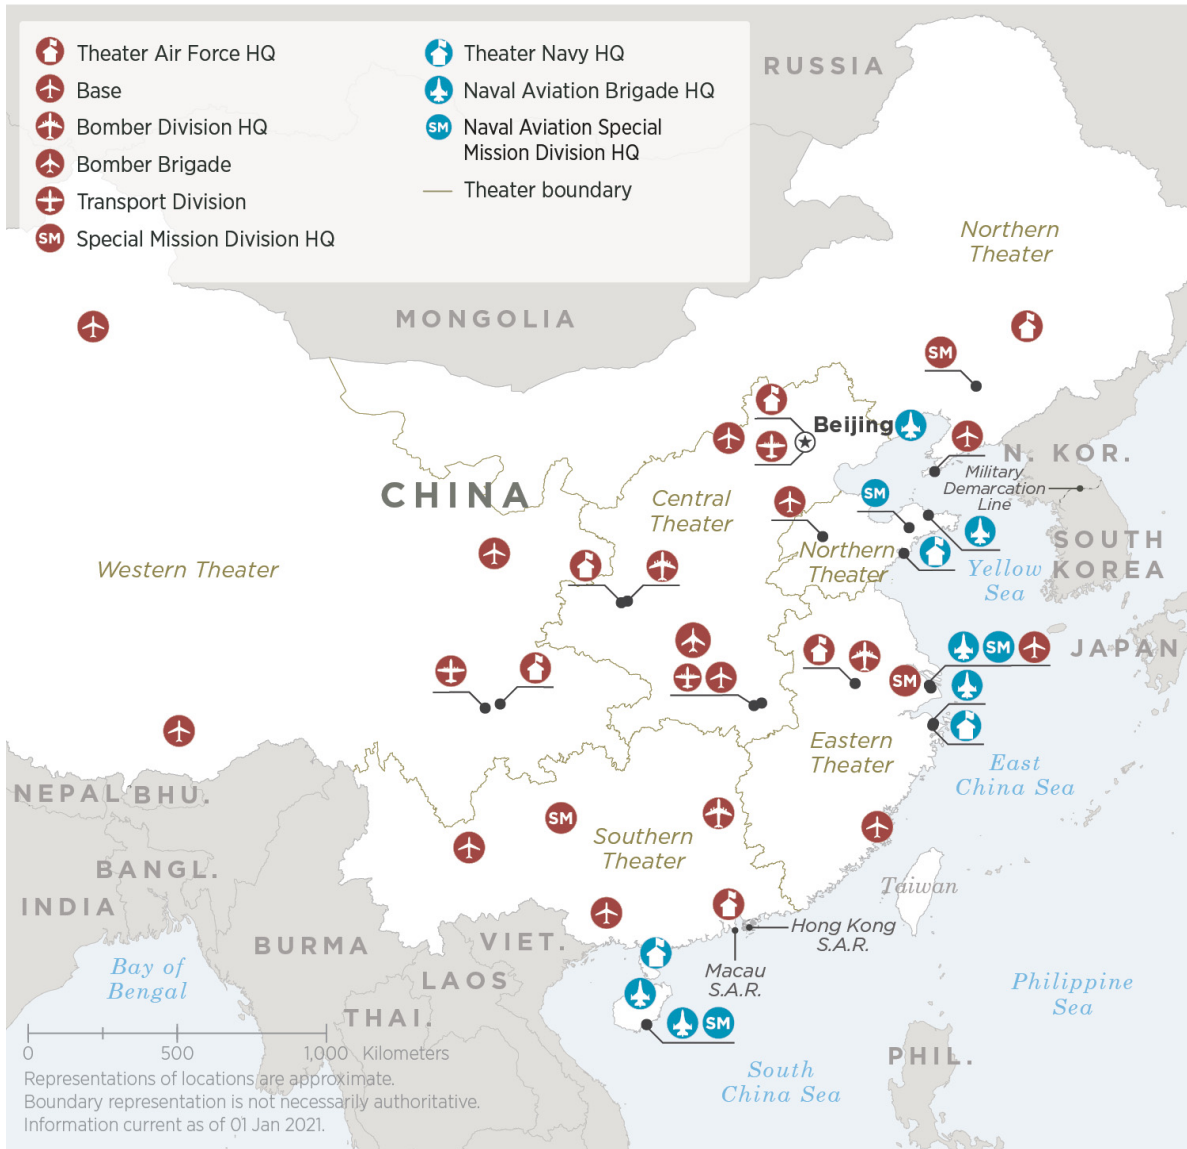 Theater Air Force HQ
Base
Bomber Division HQ
Bomber Brigade
Transport Division
SM
Special Mission Division HQ
Theater Navy HQ
Naval Aviation Brigade HQ
SM
Naval Aviation Special
Mission Division HQ
Theater boundary
RUSSIA
Northern
Theater
MONGOLIA
SM
Beijing
N. KOR.
Military
Demarcation
Line
CHINA
Central
Theater
SM
SOUTH
KOREA
Northern
Theater
Yellow
Sea
Western Theater
JAPAN
SM
SM
Eastern
Theater
East
China Sea
NEPAL
BHU.
SM
Southern
Theater
BANGL.
INDIA
Taiwan
BURMA
VIET.
Hong Kong
S.A.R.
LAOS
Macau
S.A.R.
Bay of
Bengal
Philippine
Sea
THAI.
SM
PHIL.
South
China Sea
0 500 1,000 Kilometers
Representations of locations are approximate.
Boundary representation is not necessarily authoritative.
Information current as of 01 Jan 2021.